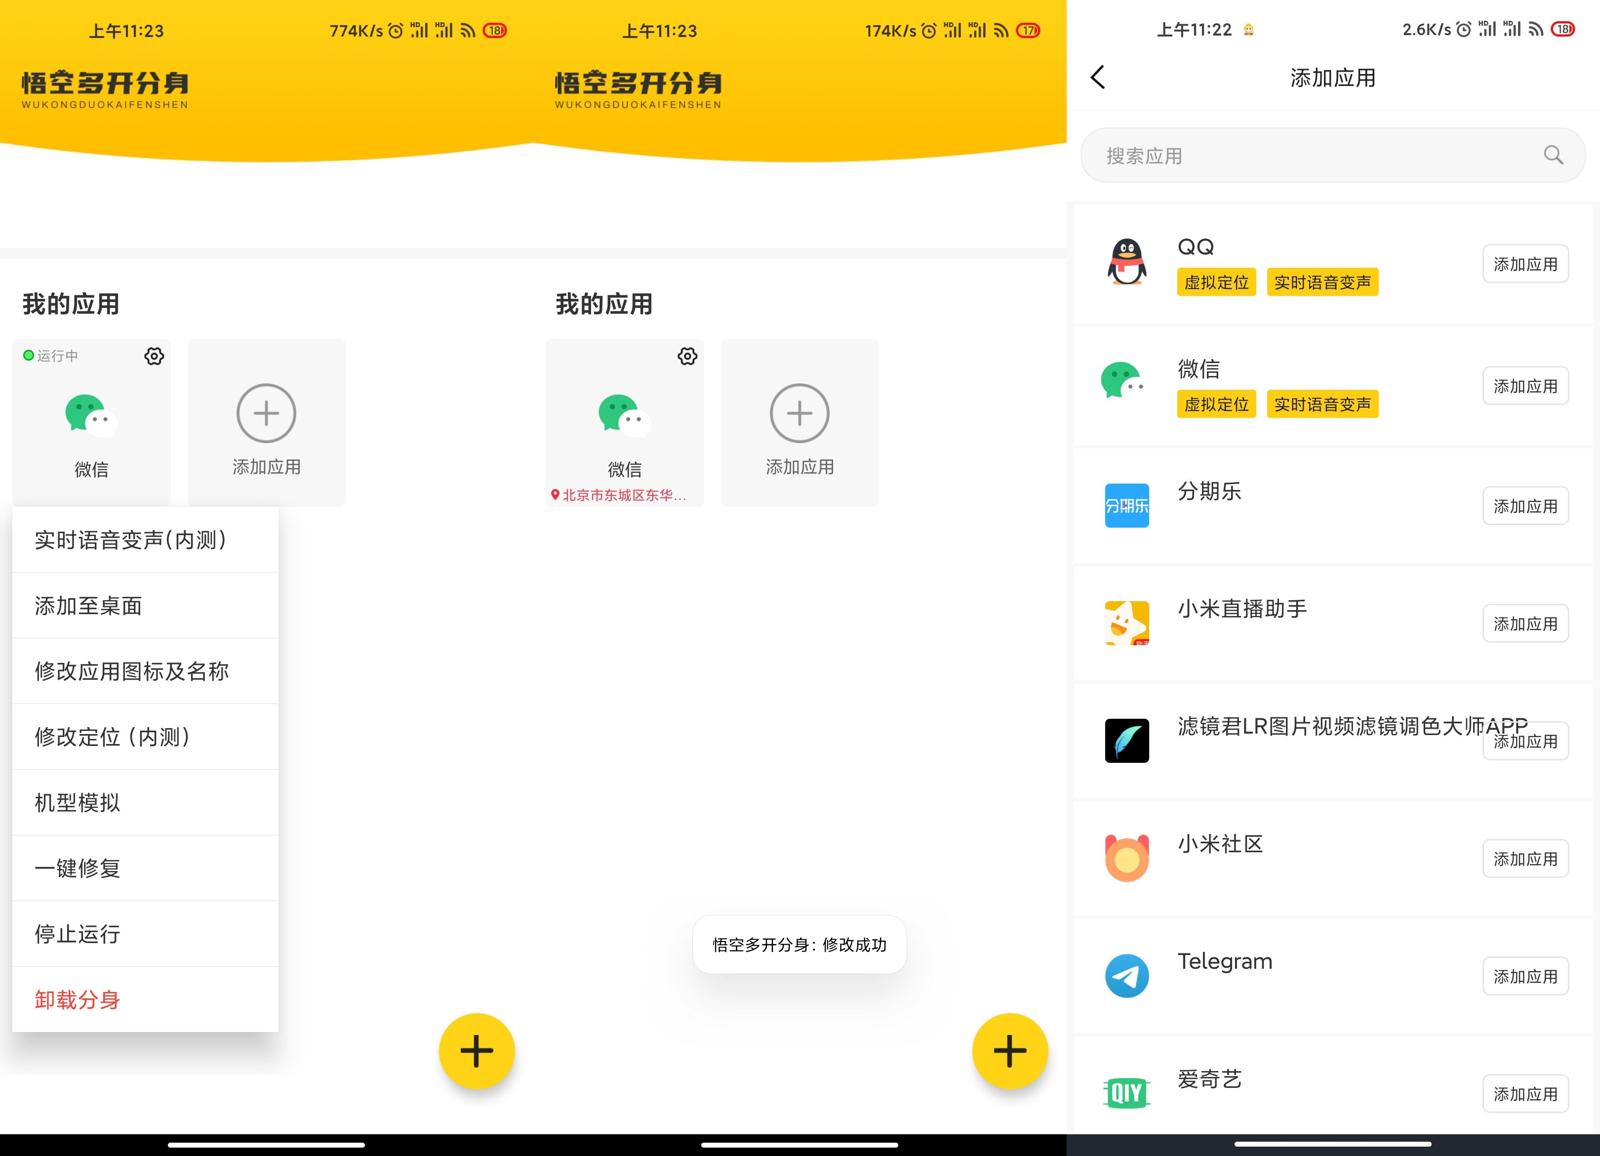 上午11:23
774K/s
HD
HD
18
悟空多开分身
WUKONGDUOKAIFENSHEN
我的应用
运行中
微信
添加应用
实时语音变声(内测)
添加至桌面
修改应用图标及名称
修改定位 (内测)
机型模拟
一键修复
停止运行
卸载分身
上午11:23
174K/s
HD
HD
17
悟空多开分身
WUKONGDUOKAIFENSHEN
我的应用
微信
北京市东城区东华...
添加应用
悟空多开分身: 修改成功
上午11:22
2.6K/s
HD
HD
18
添加应用
搜索应用
QQ
虚拟定位 实时语音变声
添加应用
微信
虚拟定位 实时语音变声
添加应用
分期乐
分期乐
添加应用
小米直播助手
添加应用
滤镜君LR图片视频滤镜调色大师APP
添加应用
小米社区
添加应用
Telegram
添加应用
爱奇艺
QIY
添加应用